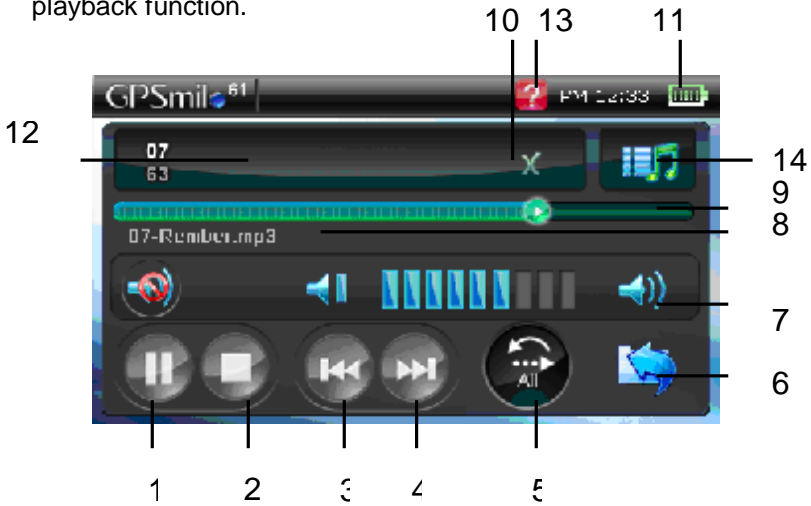 playback function.
10 13 11
GPSmile 61
PM 12:33
12
07
63
X
14
9
8
07-Rember.mp3
7
All
6
1 2 3 4 5